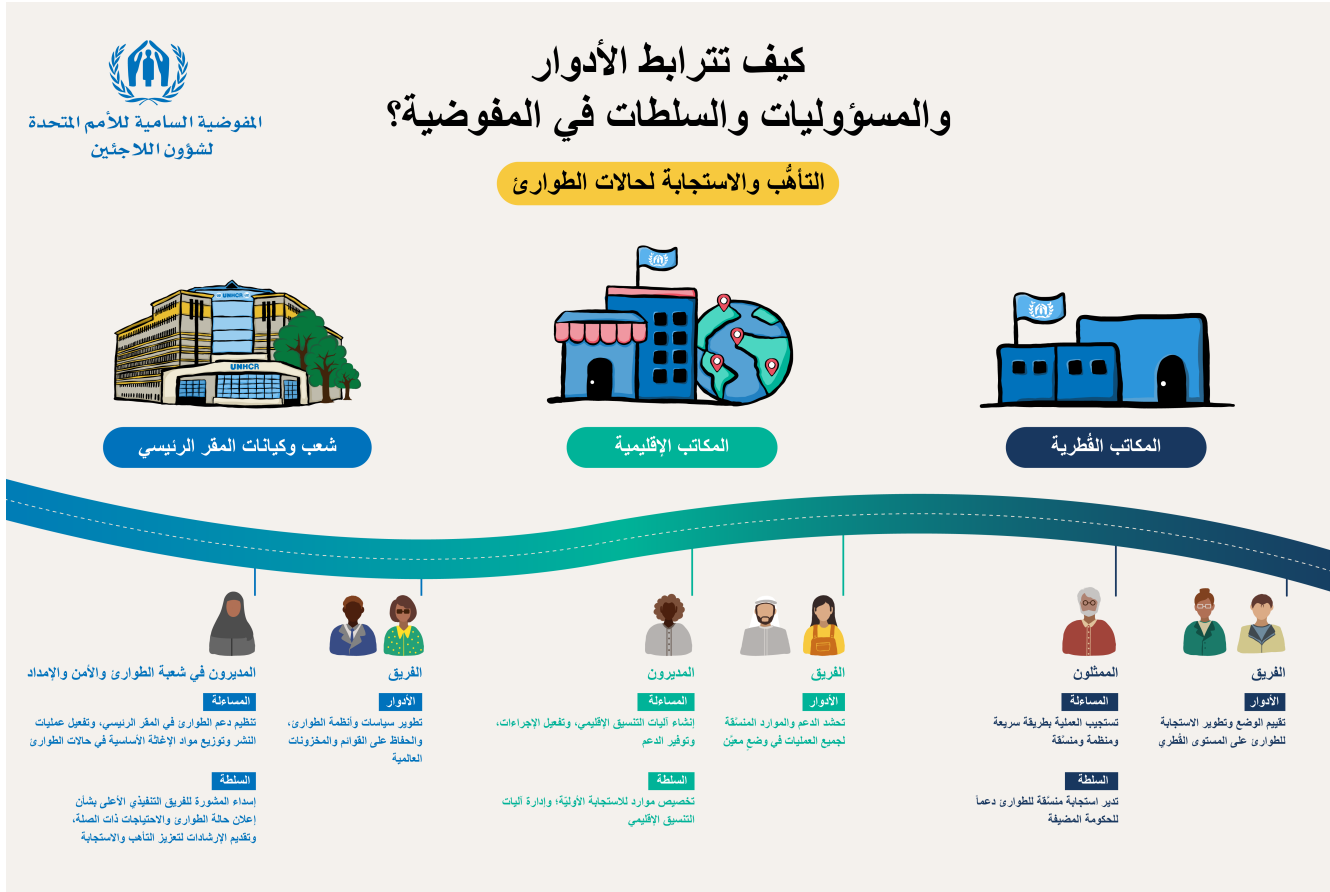 المفوضية السامية للأمم المتحدة
لشؤون اللاجئين
كيف تترابط الأدوار
والمسؤوليات والسلطات في المفوضية؟
التأهُّب والاستجابة لحالات الطوارئ
المكاتب القُطرية
المكاتب الإقليمية
UNHCR
UNHCR
شعب وكيانات المقر الرئيسي
الفريق
الأدوار
تقييم الوضع وتطوير الاستجابة
للطوارئ على المستوى القُطري
الممثلون
المساءلة
تستجيب العملية بطريقة سريعة
ومنظمة ومنسَّقة
السلطة
تدير استجابة منسَّقة للطوارئ دعماً
للحكومة المضيفة
الفريق
الأدوار
تحشد الدعم والموارد المنسَّقة
لجميع العمليات في وضع معيَّن
المديرون
المساءلة
إنشاء آليات التنسيق الإقليمي، وتفعيل الإجراءات،
وتوفير الدعم
السلطة
تخصيص موارد للاستجابة الأوليّة؛ وإدارة آليات
التنسيق الإقليمي
الفريق
الأدوار
تطوير سياسات وأنظمة الطوارئ،
والحفاظ على القوائم والمخزونات
العالمية
المديرون في شعبة الطوارئ والأمن والإمداد
المساءلة
تنظيم دعم الطوارئ في المقر الرئيسي، وتفعيل عمليات
النشر وتوزيع مواد الإغاثة الأساسية في حالات الطوارئ
السلطة
إسداء المشورة للفريق التنفيذي الأعلى بشأن
إعلان حالة الطوارئ والاحتياجات ذات الصلة،
وتقديم الإرشادات لتعزيز التأهب والاستجابة